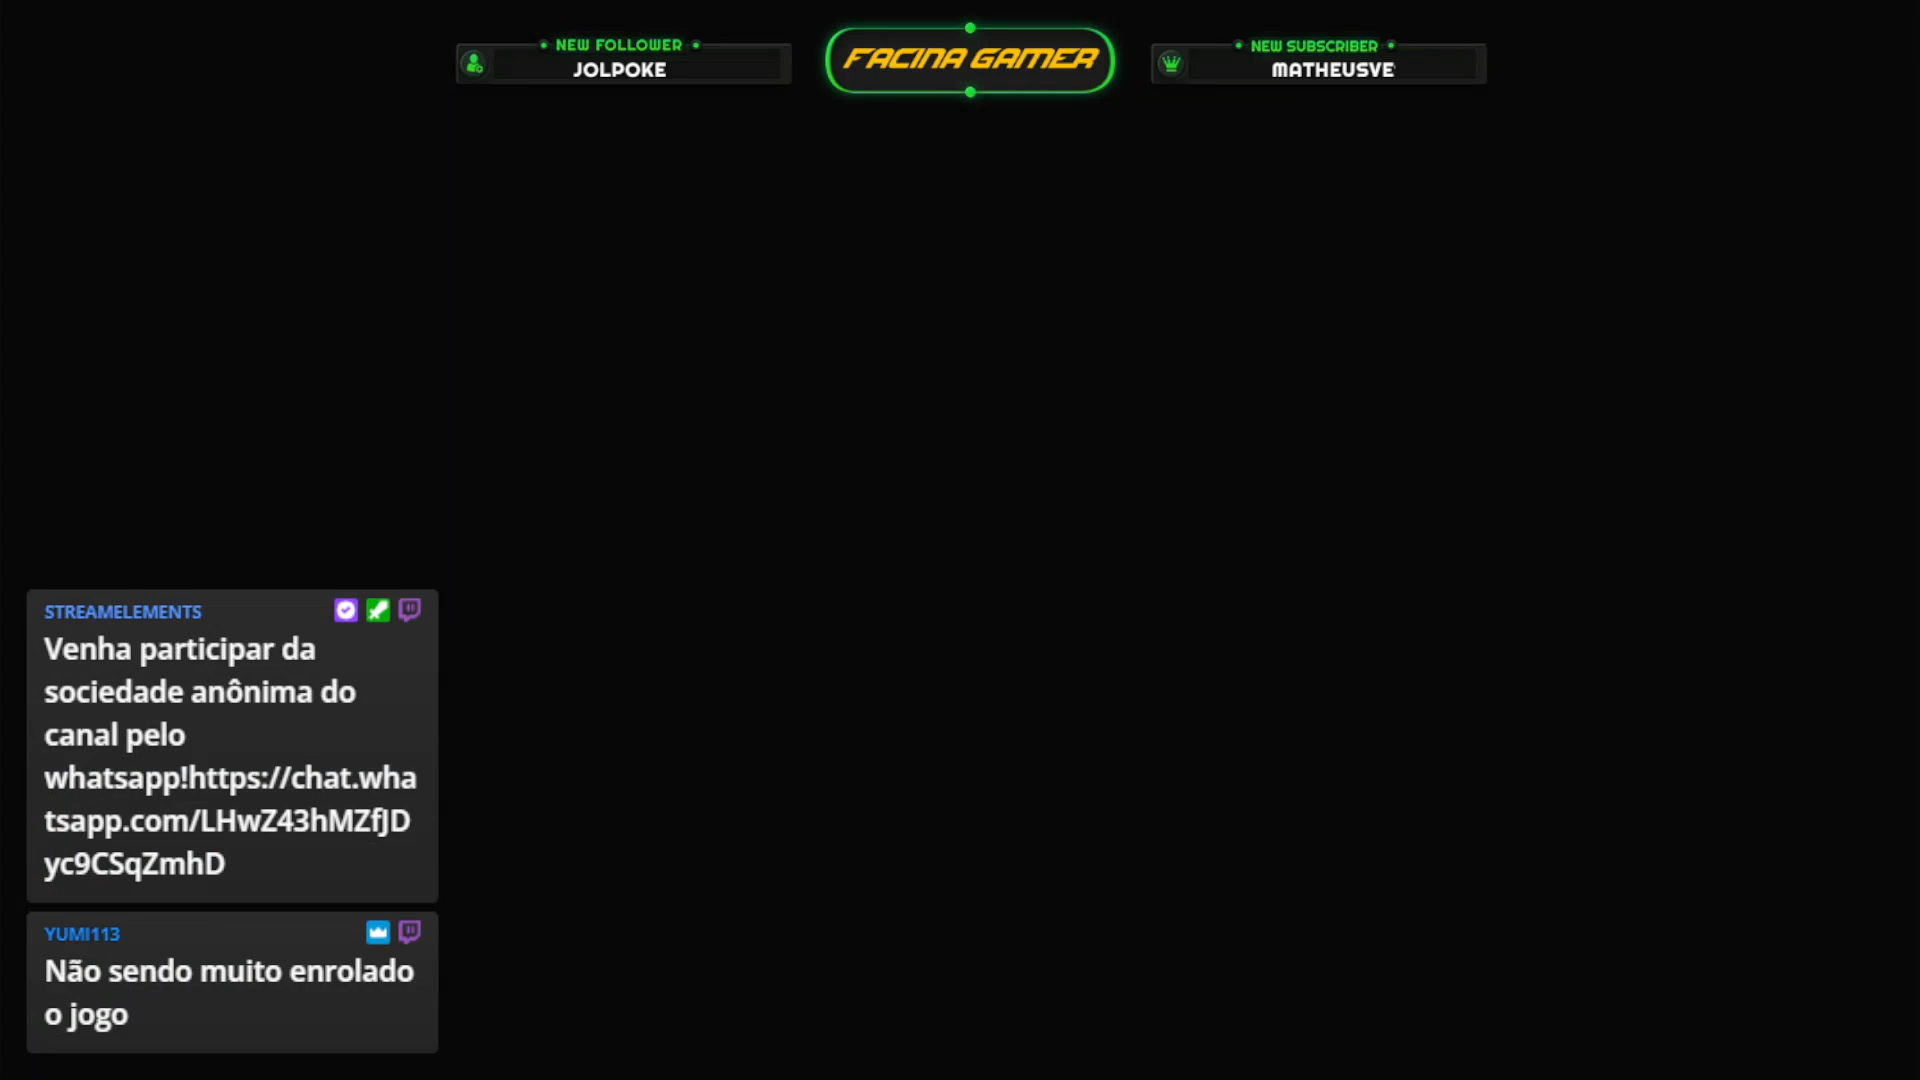 NEW FOLLOWER
JOLPOKE
FACINA GAMER
NEW SUBSCRIBER
MATHEUSVE
STREAMELEMENTS
Venha participar da
sociedade anônima do
canal pelo
whatsapp!https://chat.wha
tsapp.com/LHwZ43hMZfJD
yc9CSqZmhD
YUMI113
Não sendo muito enrolado
o jogo